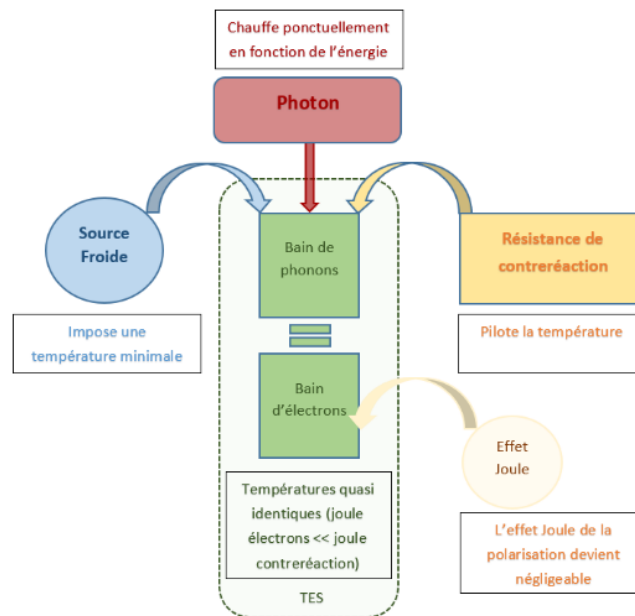 Chauffe ponctuellement
en fonction de l'énergie
Photon
Source
Froide
Bain de
phonons
Résistance de
contreréaction
Impose une
température minimale
Pilote la température
Bain
d'électrons
Effet
Joule
Températures quasi
identiques (joule
électrons << joule
contreréaction)
L'effet Joule de la
polarisation devient
négligeable
TES